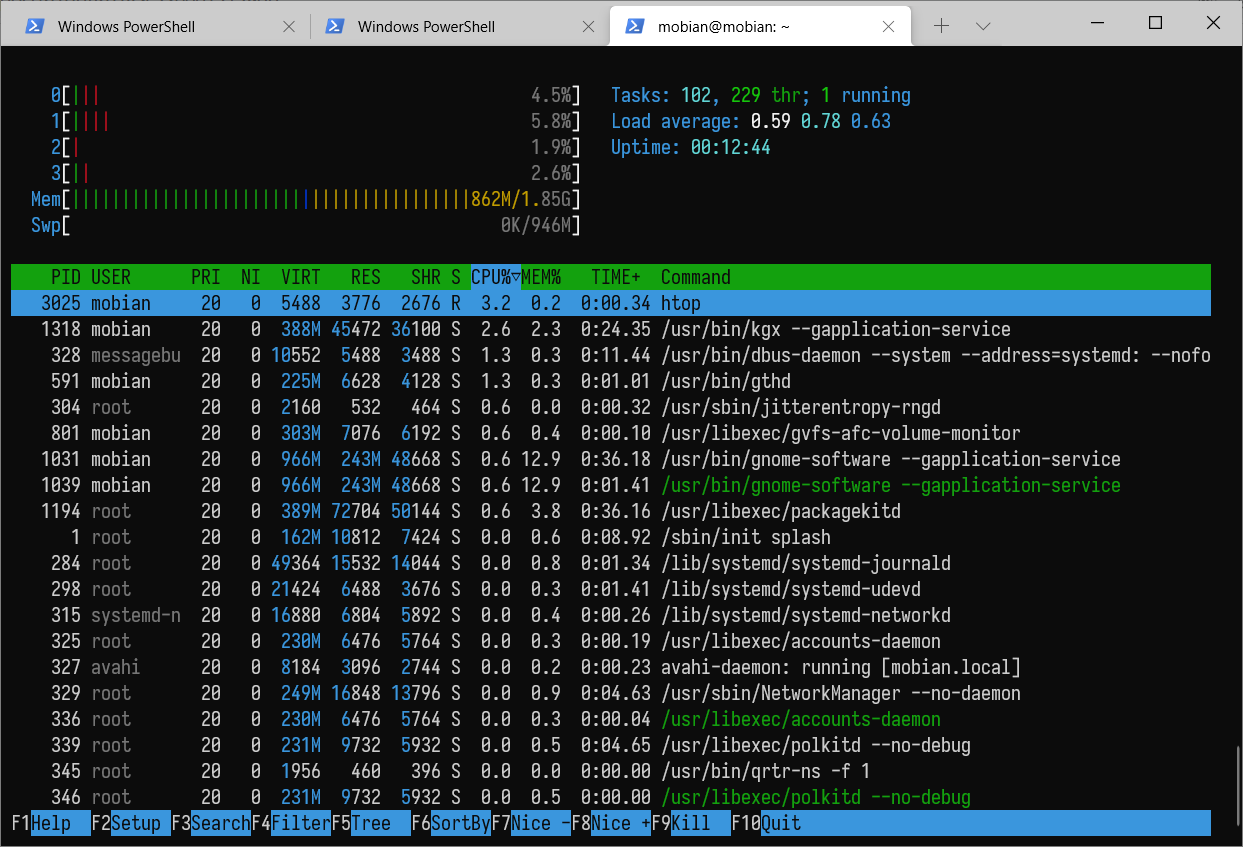 Windows PowerShell Windows PowerShell mobian@mobian: ~
0[||| 4.5%] Tasks: 102, 229 thr; 1 running
1[|||| 5.8%] Load average: 0.59 0.78 0.63
2[| 1.9%] Uptime: 00:12:44
3[|| 2.6%]
Mem[||||||||||||||||||||||||||||||||||||||||862M/1.85G]
Swp[ 0K/946M]
PID USER PRI NI VIRT RES SHR S CPU%▽MEM% TIME+ Command
3025 mobian 20 0 5488 3776 2676 R 3.2 0.2 0:00.34 htop
1318 mobian 20 0 388M 45472 36100 S 2.6 2.3 0:24.35 /usr/bin/kgx --gapplication-service
328 messagebu 20 0 10552 5488 3488 S 1.3 0.3 0:11.44 /usr/bin/dbus-daemon --system --address=systemd: --nofo
591 mobian 20 0 225M 6628 4128 S 1.3 0.3 0:01.01 /usr/bin/gthd
304 root 20 0 2160 532 464 S 0.6 0.0 0:00.32 /usr/sbin/jitterentropy-rngd
801 mobian 20 0 303M 7076 6192 S 0.6 0.4 0:00.10 /usr/libexec/gvfs-afc-volume-monitor
1031 mobian 20 0 966M 243M 48668 S 0.6 12.9 0:36.18 /usr/bin/gnome-software --gapplication-service
1039 mobian 20 0 966M 243M 48668 S 0.6 12.9 0:01.41 /usr/bin/gnome-software --gapplication-service
1194 root 20 0 389M 72704 50144 S 0.6 3.8 0:36.16 /usr/libexec/packagekitd
1 root 20 0 162M 10812 7424 S 0.0 0.6 0:08.92 /sbin/init splash
284 root 20 0 49364 15532 14044 S 0.0 0.8 0:01.34 /lib/systemd/systemd-journald
298 root 20 0 21424 6488 3676 S 0.0 0.3 0:01.41 /lib/systemd/systemd-udevd
315 systemd-n 20 0 16880 6804 5892 S 0.0 0.4 0:00.26 /lib/systemd/systemd-networkd
325 root 20 0 230M 6476 5764 S 0.0 0.3 0:00.19 /usr/libexec/accounts-daemon
327 avahi 20 0 8184 3096 2744 S 0.0 0.2 0:00.23 avahi-daemon: running [mobian.local]
329 root 20 0 249M 16848 13796 S 0.0 0.9 0:04.63 /usr/sbin/NetworkManager --no-daemon
336 root 20 0 230M 6476 5764 S 0.0 0.3 0:00.04 /usr/libexec/accounts-daemon
339 root 20 0 231M 9732 5932 S 0.0 0.5 0:04.65 /usr/libexec/polkitd --no-debug
345 root 20 0 1956 460 396 S 0.0 0.0 0:00.00 /usr/bin/qrtr-ns -f 1
346 root 20 0 231M 9732 5932 S 0.0 0.5 0:00.00 /usr/libexec/polkitd --no-debug
F1Help F2Setup F3SearchF4FilterF5Tree F6SortByF7Nice -F8Nice +F9Kill F10Quit